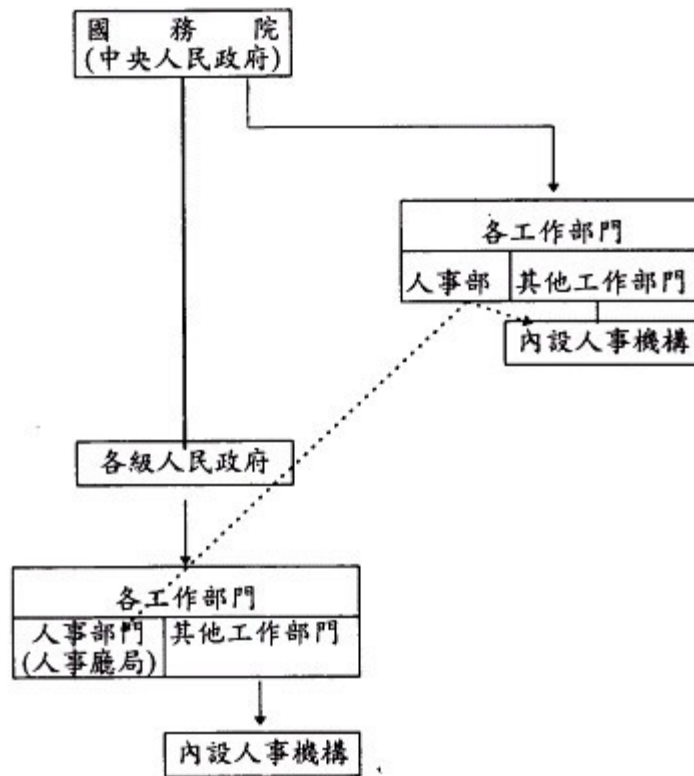 國務院
(中央人民政府)
各工作部門
人事部
其他工作部門
內設人事機構
各級人民政府
各工作部門
人事部門
(人事廳局)
其他工作部門
內設人事機構